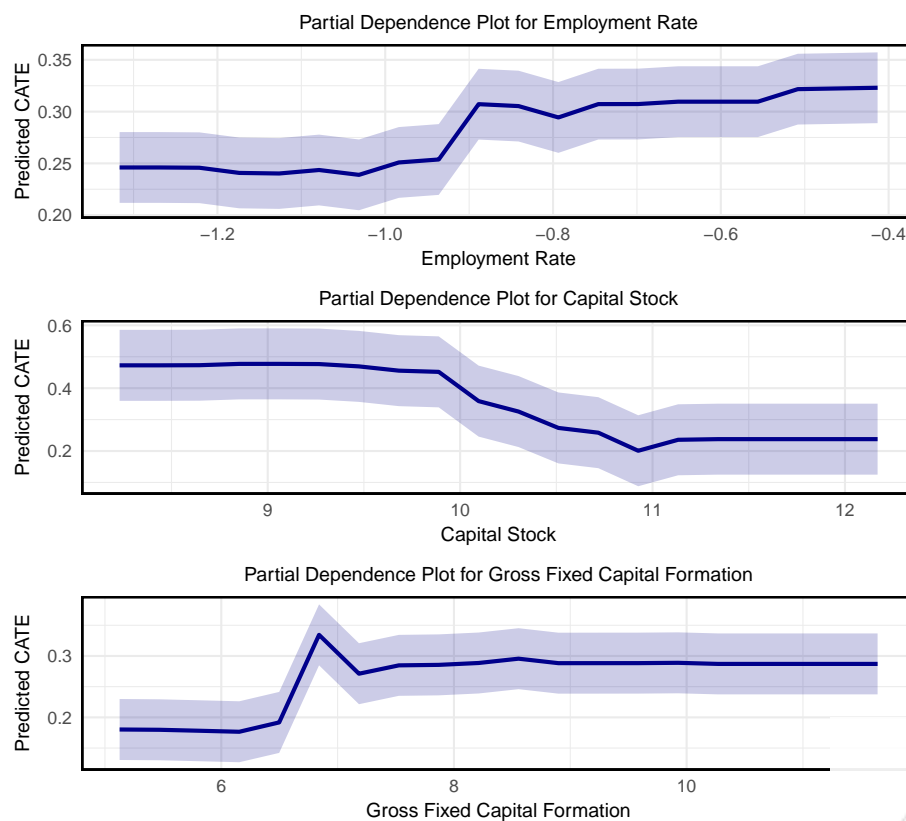 Partial Dependence Plot for Employment Rate
Predicted CATE
0.35
0.30
0.25
0.20
−1.2
−1.0
−0.8
−0.6
−0.4
Employment Rate
Partial Dependence Plot for Capital Stock
Predicted CATE
0.6
0.4
0.2
9
10
11
12
Capital Stock
Partial Dependence Plot for Gross Fixed Capital Formation
Predicted CATE
0.3
0.2
6
8
10
Gross Fixed Capital Formation